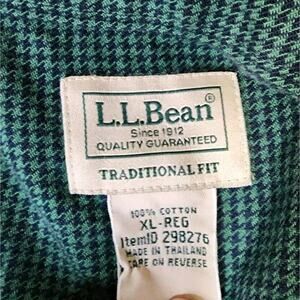 L.L.Bean®
Since 1912
QUALITY GUARANTEED
TRADITIONAL FIT
100% COTTON
XL-REG
ItemID 298276
MADE IN THAILAND
CARE ON REVERSE